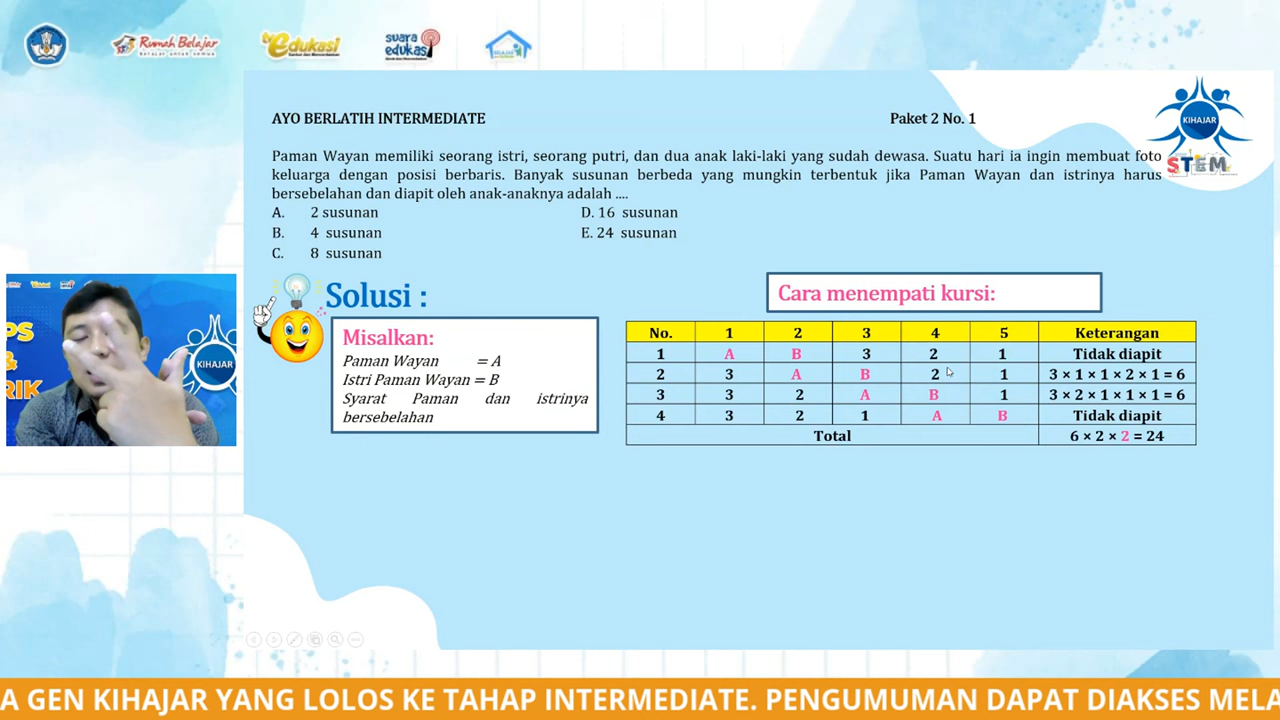 Rumah Belajar
BELAJAR UNTUK SEMUA
tv edukasi
suara
edukasi
AYO BERLATIH INTERMEDIATE
Paket 2 No. 1
KIHAJAR
STEM
Paman Wayan memiliki seorang istri, seorang putri, dan dua anak laki-laki yang sudah dewasa. Suatu hari ia ingin membuat foto
keluarga dengan posisi berbaris. Banyak susunan berbeda yang mungkin terbentuk jika Paman Wayan dan istrinya harus
bersebelahan dan diapit oleh anak-anaknya adalah ....
A. 2 susunan D. 16 susunan
B. 4 susunan E. 24 susunan
C. 8 susunan
Solusi :
Cara menempati kursi:
Misalkan:
Paman Wayan = A
Istri Paman Wayan = B
Syarat Paman dan istrinya
bersebelahan
No. 1 2 3 4 5 Keterangan
1 A B 3 2 1 Tidak diapit
2 3 A B 2 1 3 × 1 × 1 × 2 × 1 = 6
3 3 2 A B 1 3 × 2 × 1 × 1 × 1 = 6
4 3 2 1 A B Tidak diapit
Total 6 × 2 × 2 = 24
PS
&
RIK
KIHAJAR
A GEN KIHAJAR YANG LOLOS KE TAHAP INTERMEDIATE. PENGUMUMAN DAPAT DIAKSES MELA